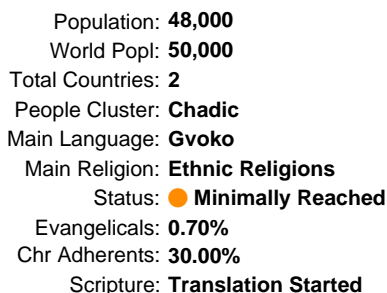 Population: 48,000
World Popl: 50,000
Total Countries: 2
People Cluster: Chadic
Main Language: Gvoko
Main Religion: Ethnic Religions
Status: Minimally Reached
Evangelicals: 0.70%
Chr Adherents: 30.00%
Scripture: Translation Started